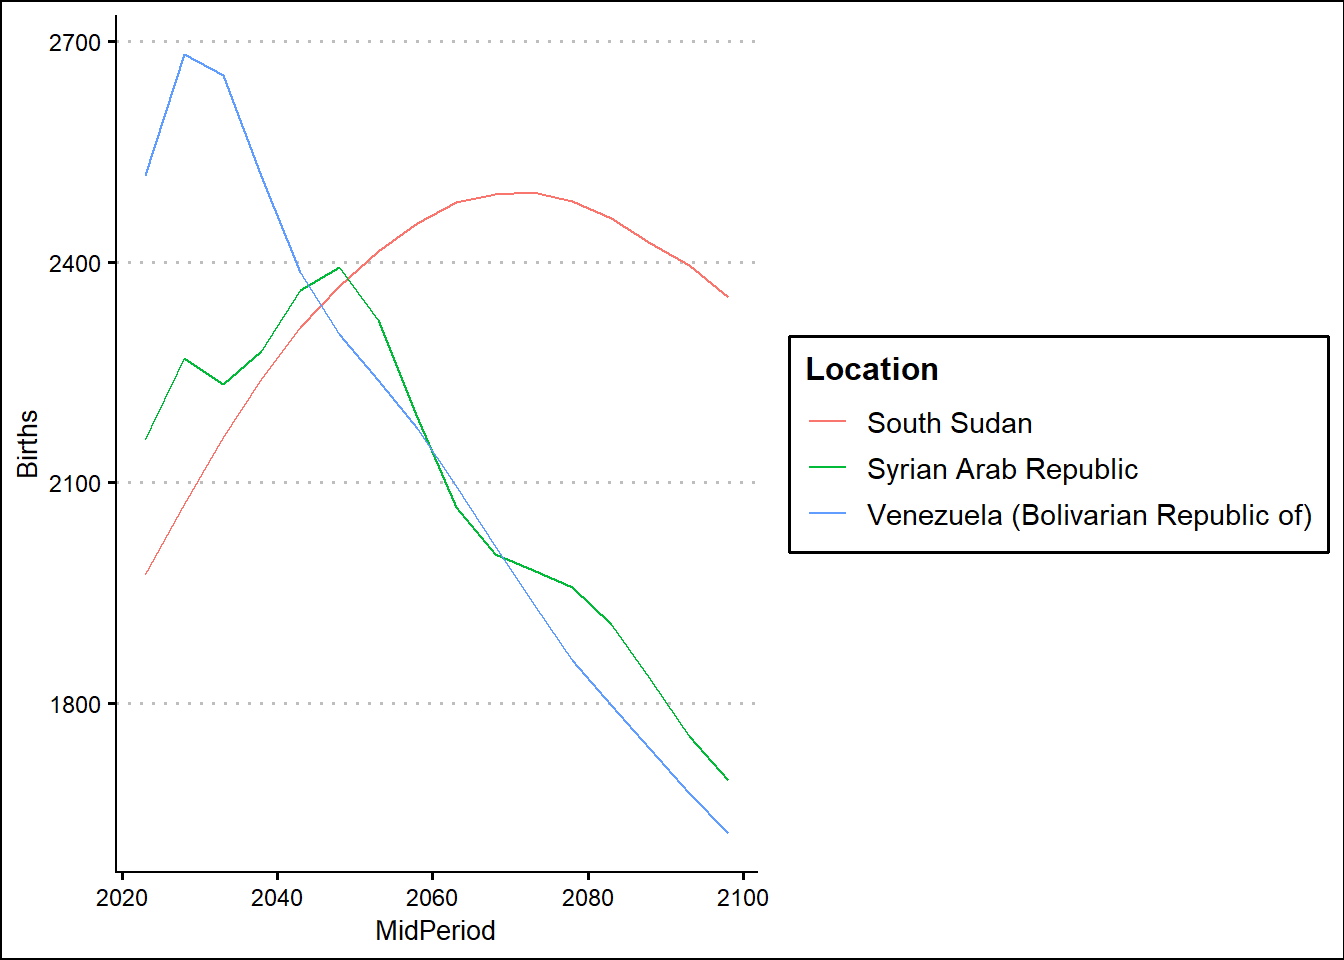 2700
2400
2100
1800
Births
2020 2040 2060 2080 2100
MidPeriod
Location
South Sudan
Syrian Arab Republic
Venezuela (Bolivarian Republic of)